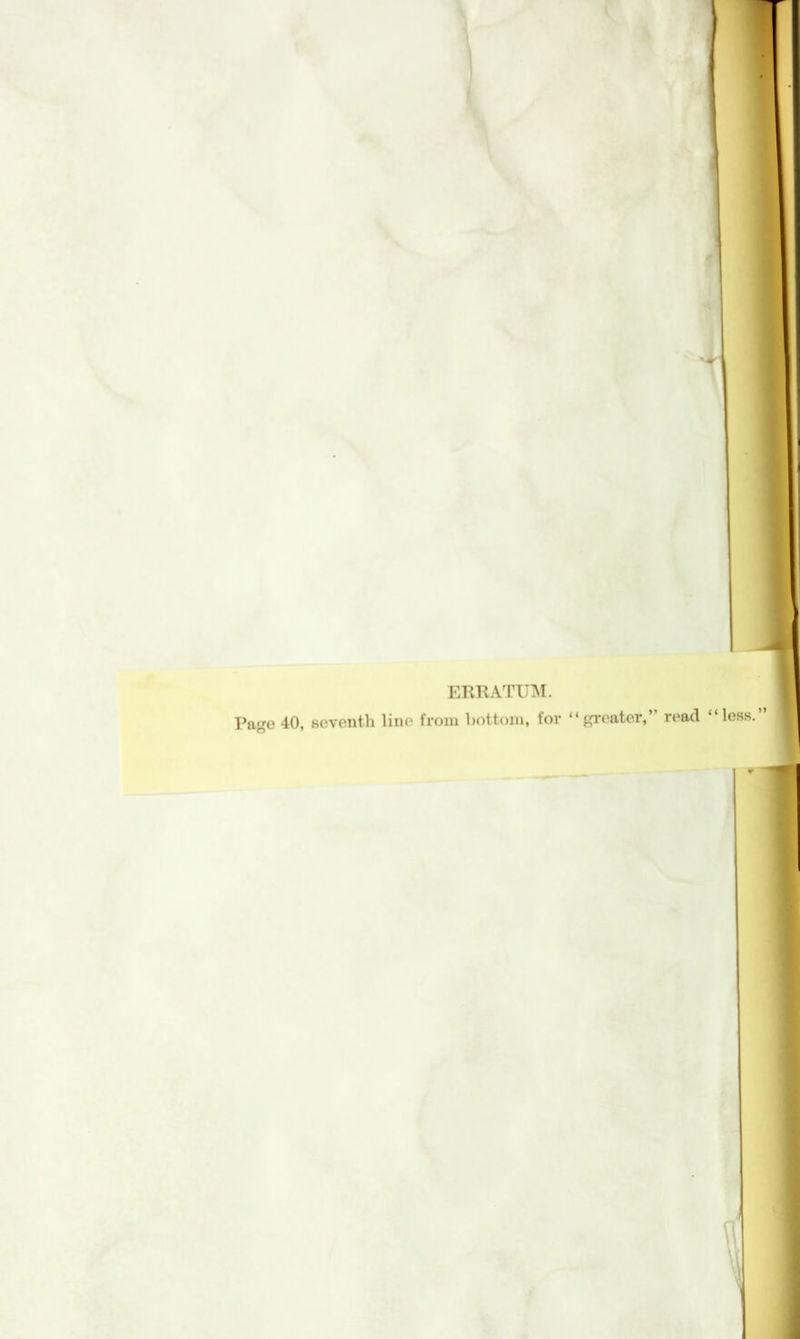 ERRATUM.
Page 40, seventh line from bottom, for “greater,” read “less.”